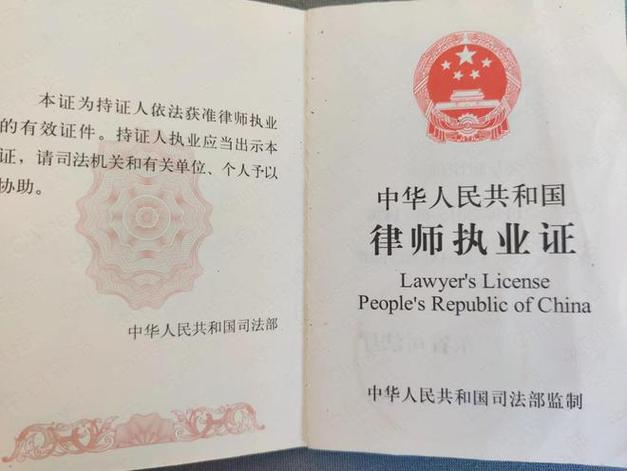 本证为持证人依法获准律师执业
的有效证件。持证人执业应当出示本
证，请司法机关和有关单位、个人予以
协助。
中华人民共和国司法部
中华人民共和国
律师执业证
Lawyer's License
People's Republic of China
中华人民共和国司法部监制